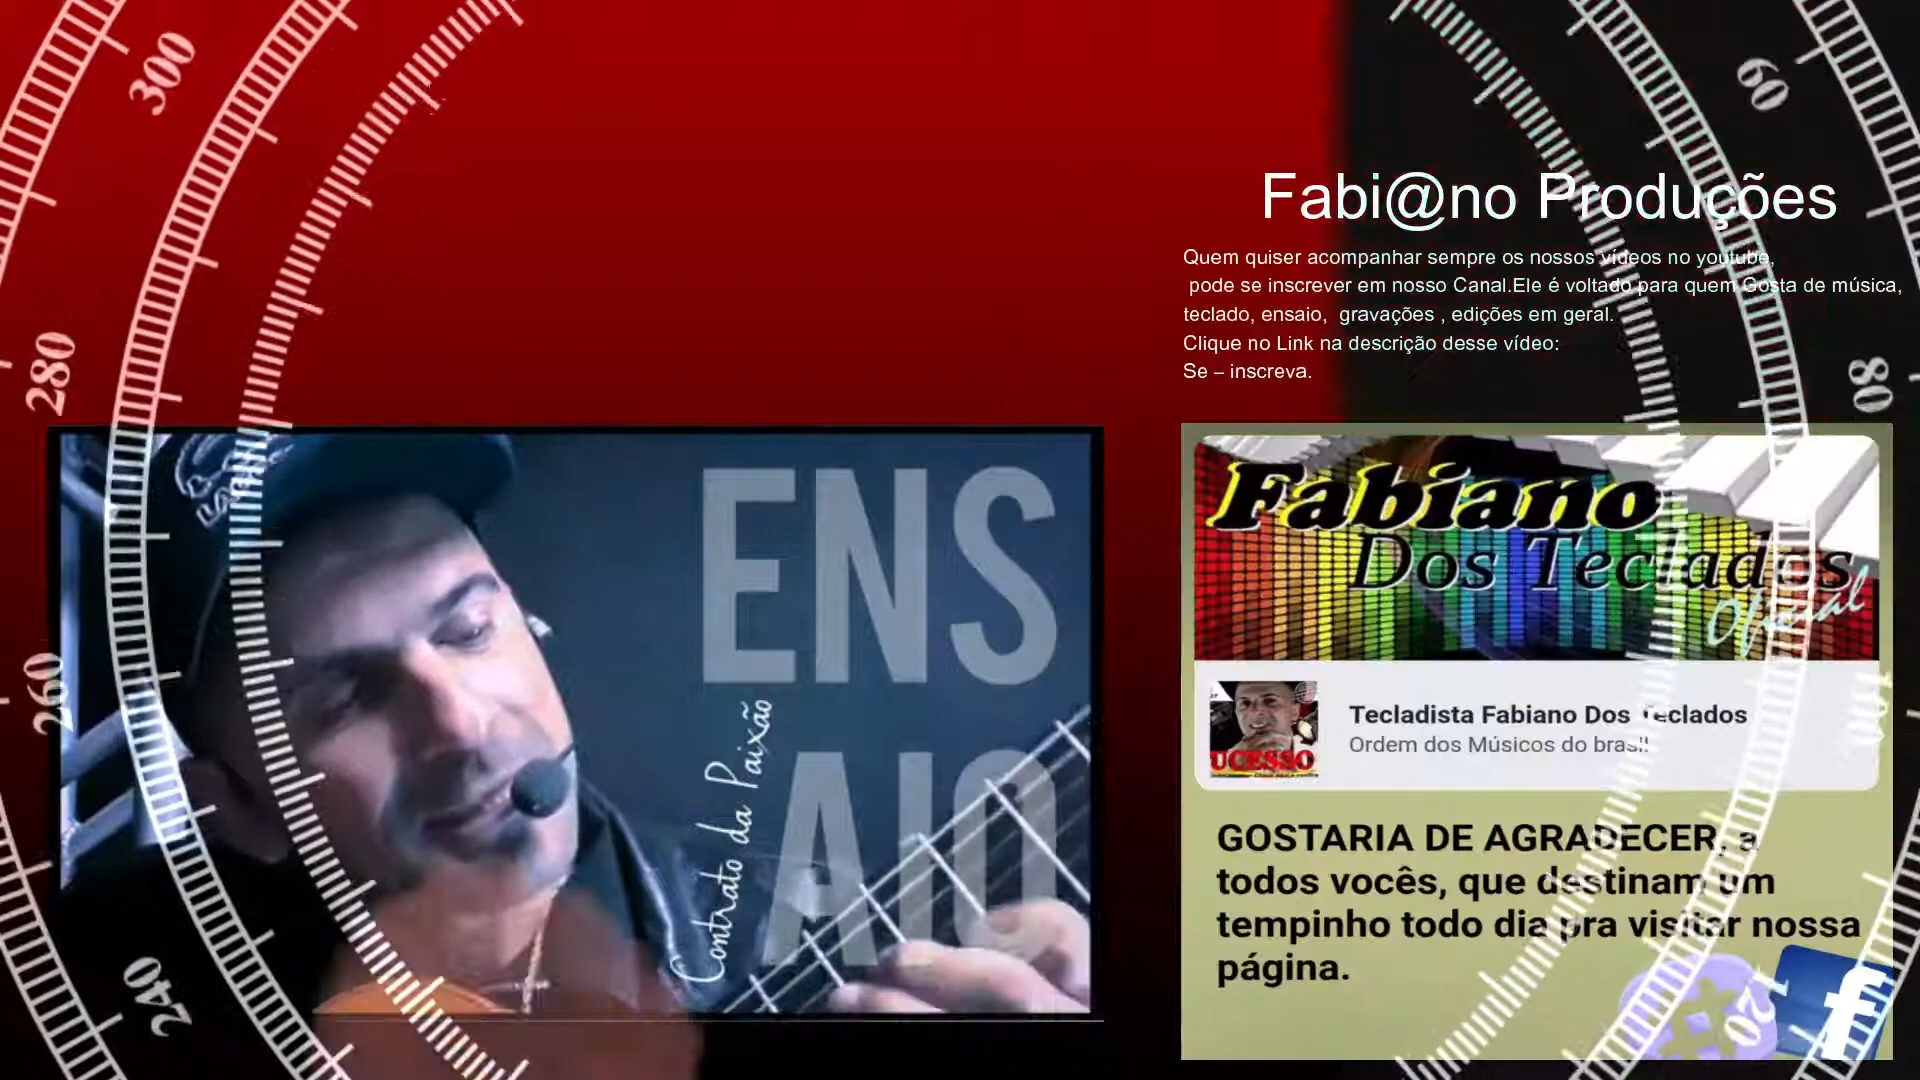 300
60
280
80
260
240
120
Fabi@no Produções
Quem quiser acompanhar sempre os nossos vídeos no youtube,
pode se inscrever em nosso Canal.Ele é voltado para quem Gosta de música,
teclado, ensaio, gravações , edições em geral.
Clique no Link na descrição desse vídeo:
Se – inscreva.
ENS
AIO
Contrato da Paixão
Fabiano
Dos Teclados
Oficial
Tecladista Fabiano Dos Teclados
Ordem dos Músicos do brasil!
UCESSO
GOSTARIA DE AGRADECER, a
todos vocês, que destinam um
tempinho todo dia pra visitar nossa
página.
f